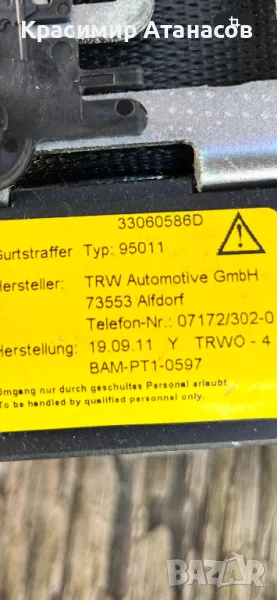 Красимир Атанасов
33060586D
Gurtstraffer Typ: 95011
Hersteller: TRW Automotive GmbH
73553 Alfdorf
Telefon-Nr.: 07172/302-0
Herstellung: 19.09.11 Y TRWO - 4
BAM-PT1-0597
Umgang nur durch geschultes Personal erlaubt
To be handled by qualified personnel only.
bazar.bg